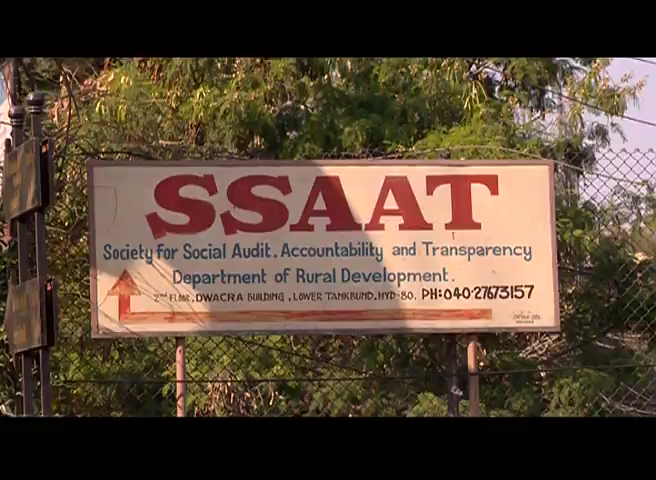 SSAAT
Society for Social Audit. Accountability and Transparency
Department of Rural Development.
2nd FLOOR, DWACRA BUILDING, LOWER TANKBUND. HYD-80. PH:040-27673157